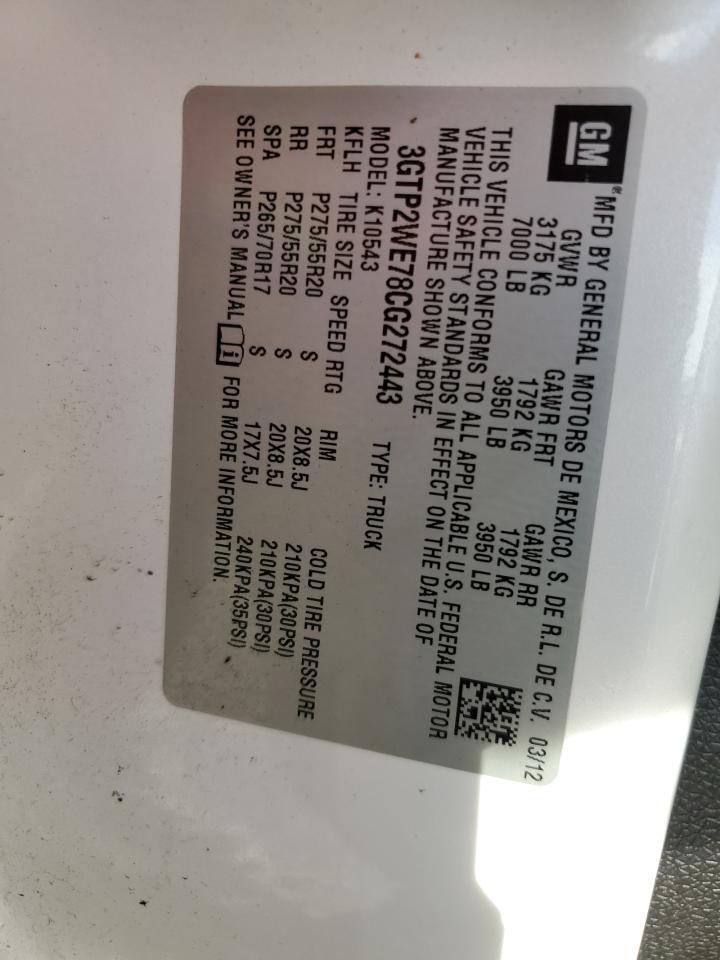 GM
® MFD BY GENERAL MOTORS DE MEXICO, S. DE R.L. DE C.V. 03/12
GVWR GAWR FRT GAWR RR
3175 KG 1792 KG 1792 KG
7000 LB 3950 LB 3950 LB
THIS VEHICLE CONFORMS TO ALL APPLICABLE U.S. FEDERAL MOTOR
VEHICLE SAFETY STANDARDS IN EFFECT ON THE DATE OF
MANUFACTURE SHOWN ABOVE.
3GTP2WE78CG272443 TYPE: TRUCK
MODEL: K10543
KFLH TIRE SIZE SPEED RTG RIM COLD TIRE PRESSURE
FRT P275/55R20 S 20X8.5J 210KPA(30PSI)
RR P275/55R20 S 20X8.5J 210KPA(30PSI)
SPA P265/70R17 S 17X7.5J 240KPA(35PSI)
SEE OWNER'S MANUAL i FOR MORE INFORMATION.